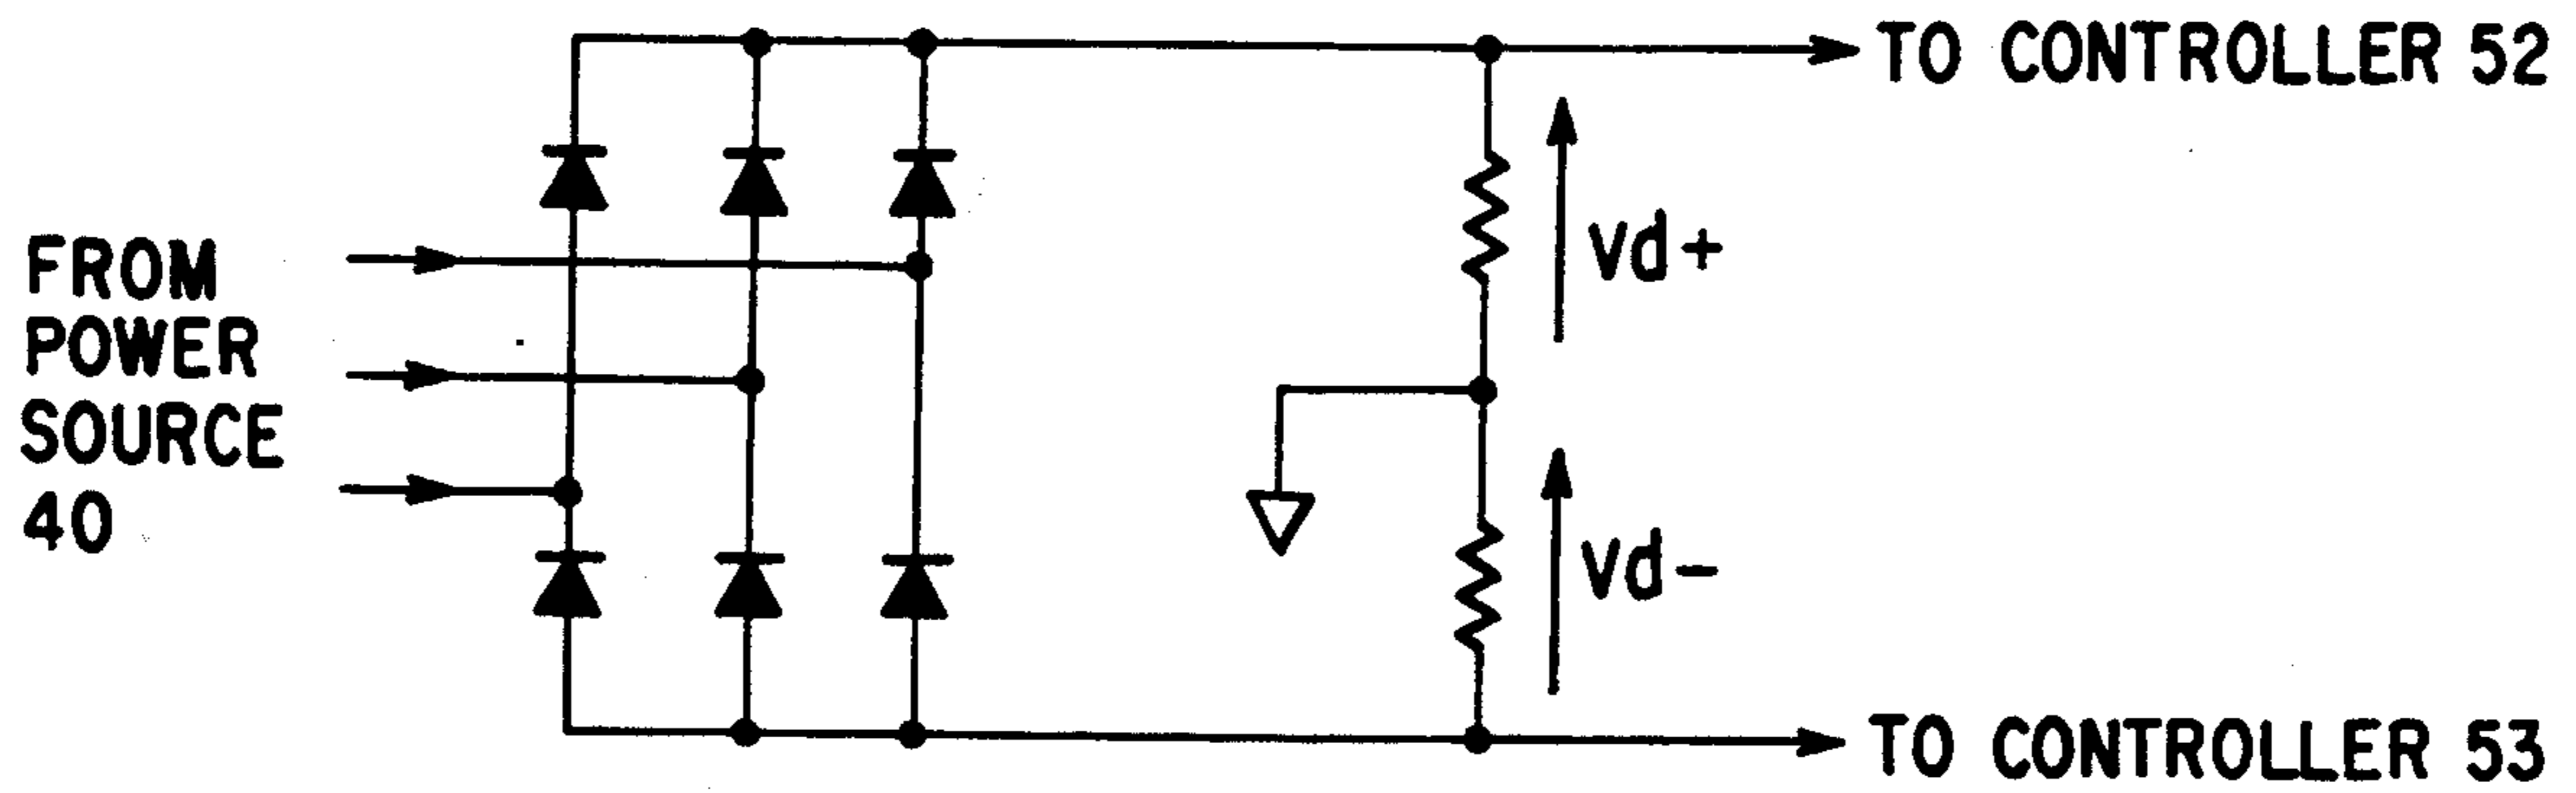 TO CONTROLLER 52
Vd+
FROM
POWER
SOURCE
40
Vd-
TO CONTROLLER 53